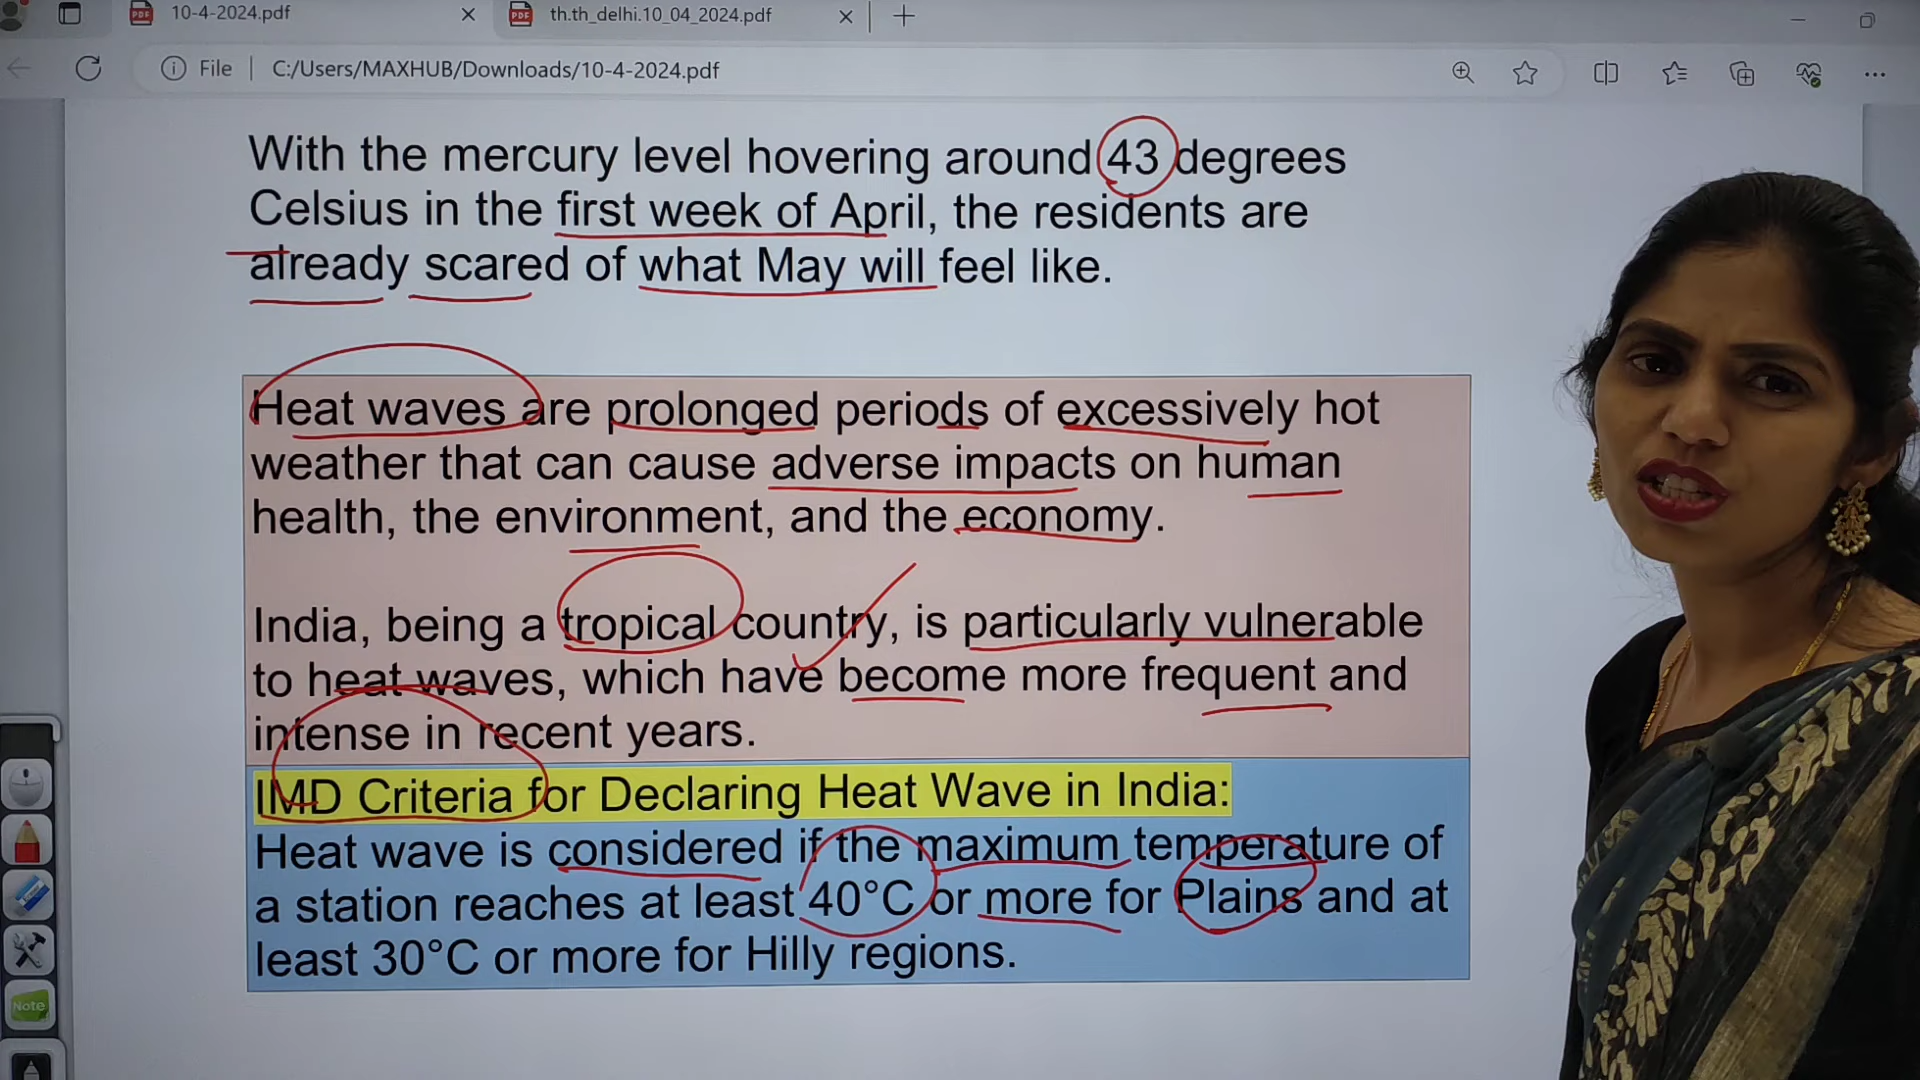 10-4-2024.pdf
th.th_delhi.10_04_2024.pdf
File
C:/Users/MAXHUB/Downloads/10-4-2024.pdf
With the mercury level hovering around 43 degrees
Celsius in the first week of April, the residents are
already scared of what May will feel like.
Heat waves are prolonged periods of excessively hot
weather that can cause adverse impacts on human
health, the environment, and the economy.
India, being a tropical country, is particularly vulnerable
to heat waves, which have become more frequent and
intense in recent years.
IMD Criteria for Declaring Heat Wave in India:
Heat wave is considered if the maximum temperature of
a station reaches at least 40°C or more for Plains and at
least 30°C or more for Hilly regions.
PDF
PDF
Note